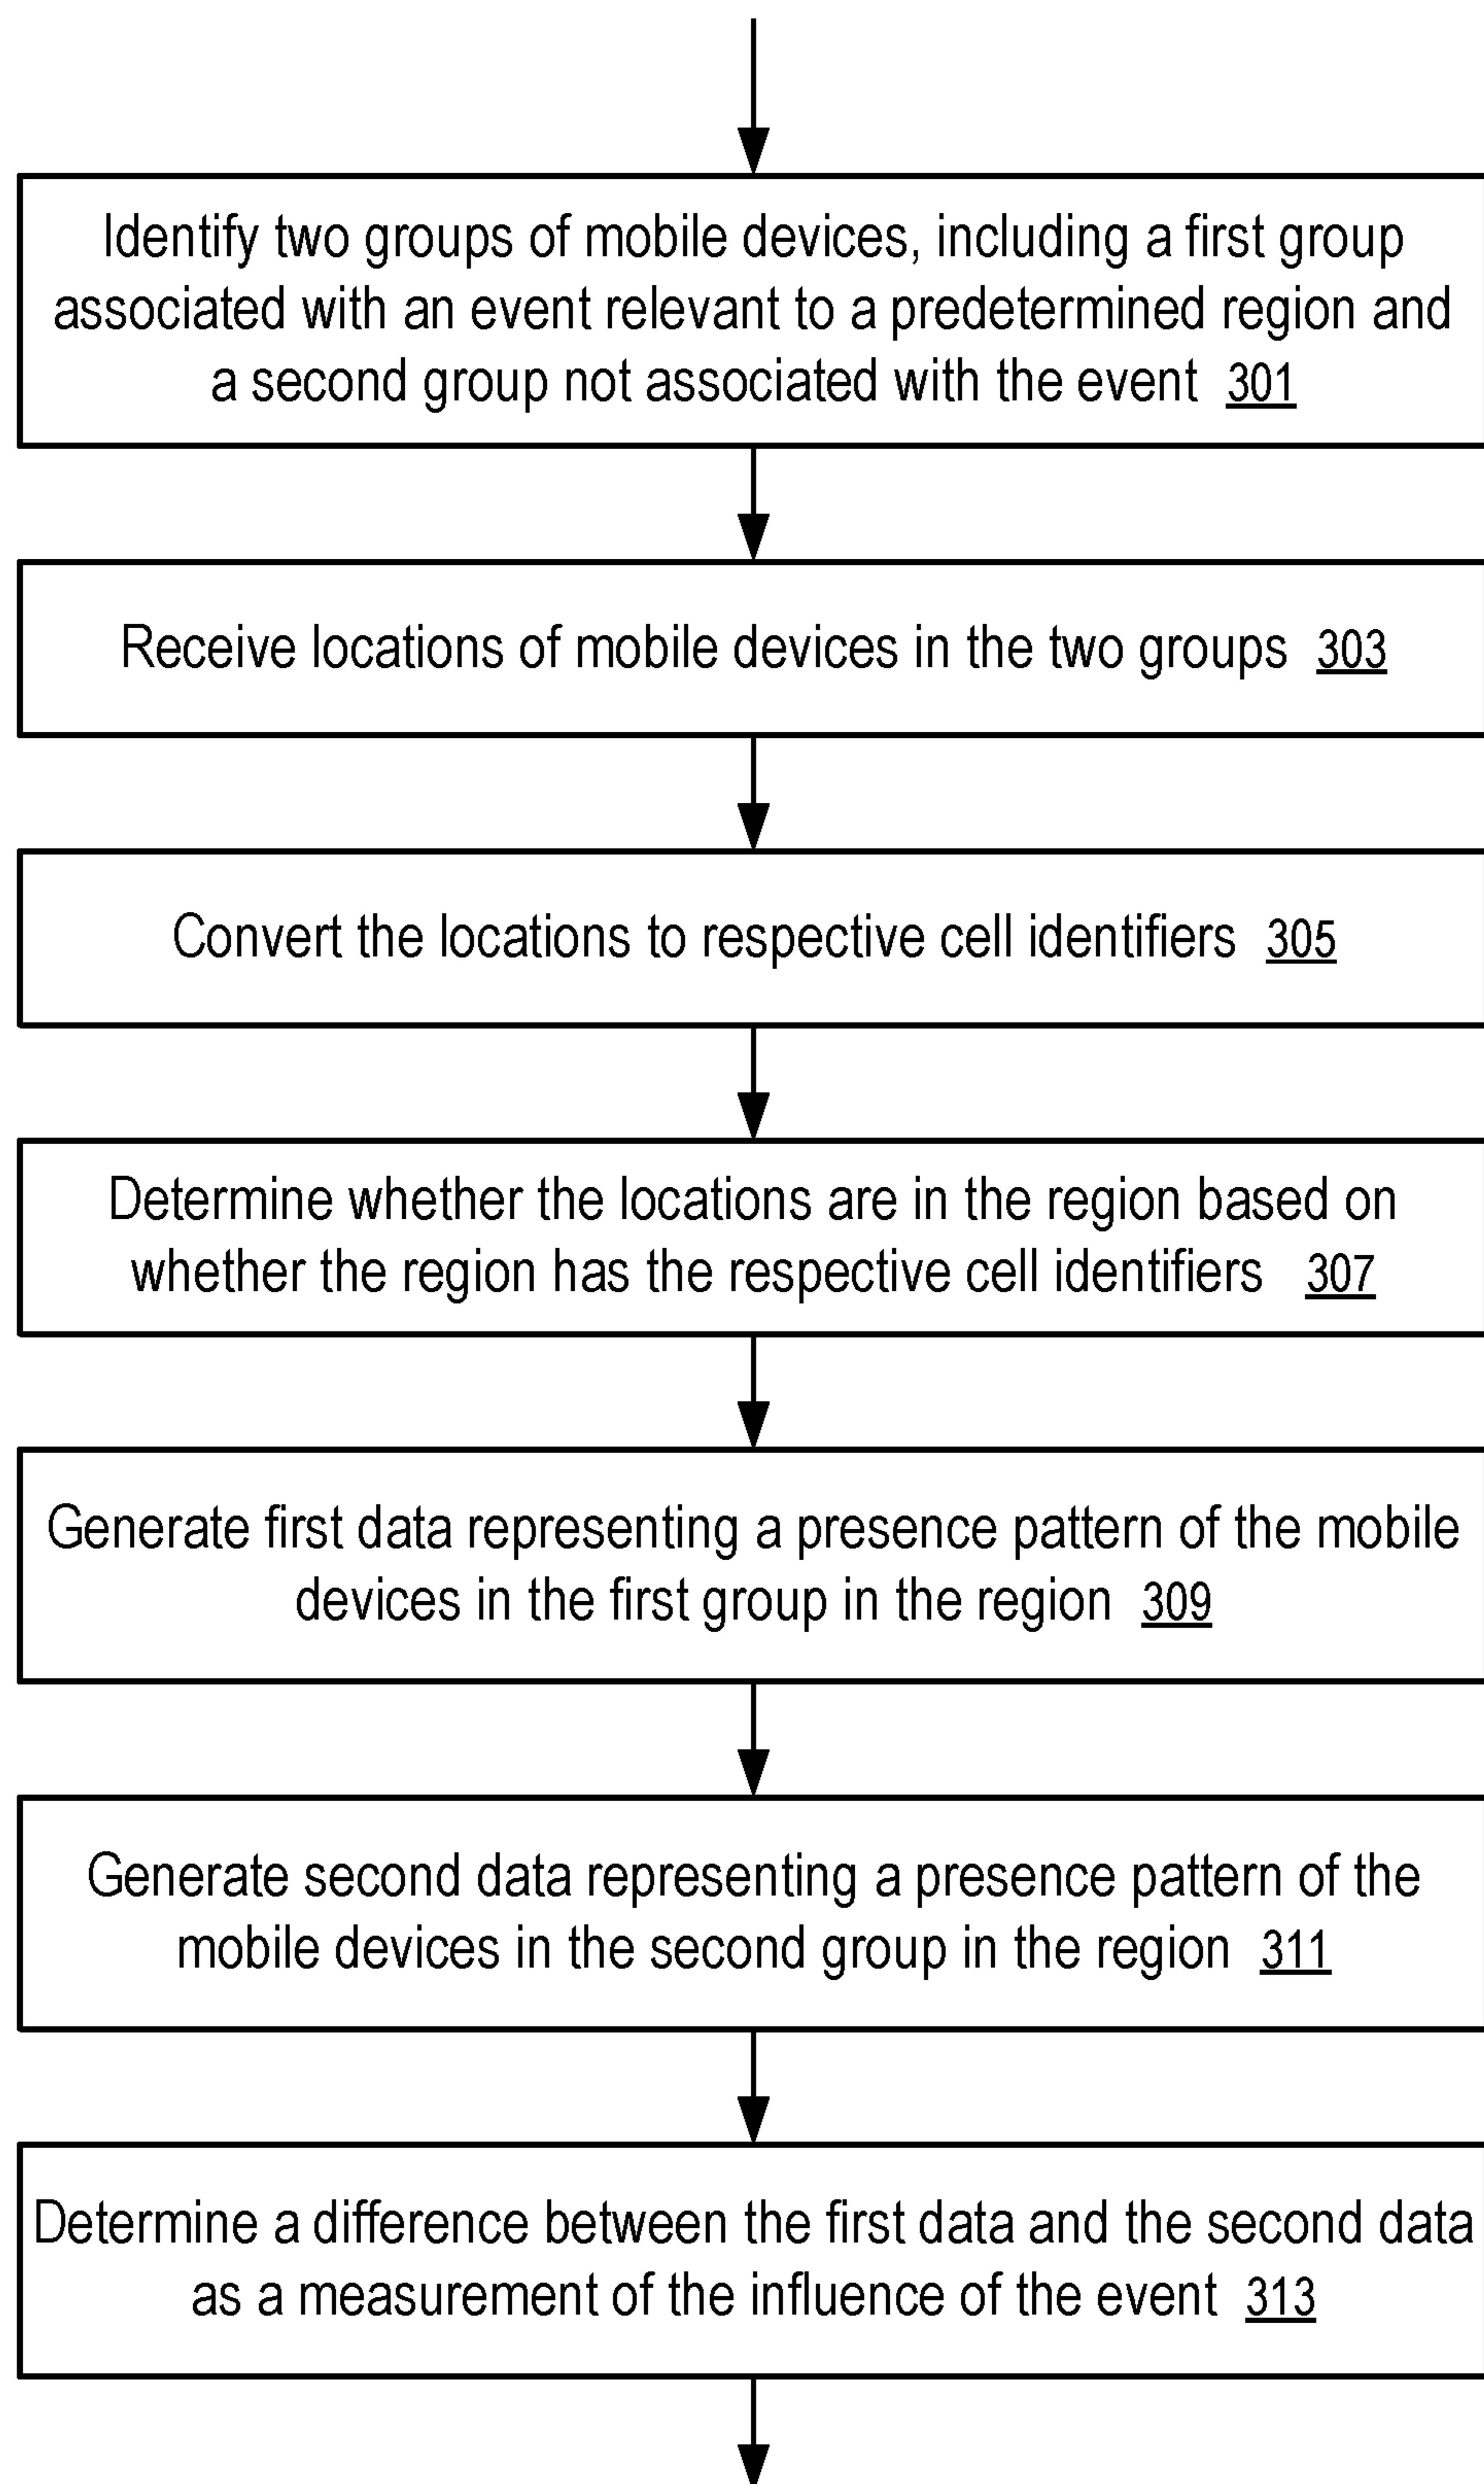 Identify two groups of mobile devices, including a first group
associated with an event relevant to a predetermined region and
a second group not associated with the event 301
Receive locations of mobile devices in the two groups 303
Convert the locations to respective cell identifiers 305
Determine whether the locations are in the region based on
whether the region has the respective cell identifiers 307
Generate first data representing a presence pattern of the mobile
devices in the first group in the region 309
Generate second data representing a presence pattern of the
mobile devices in the second group in the region 311
Determine a difference between the first data and the second data
as a measurement of the influence of the event 313